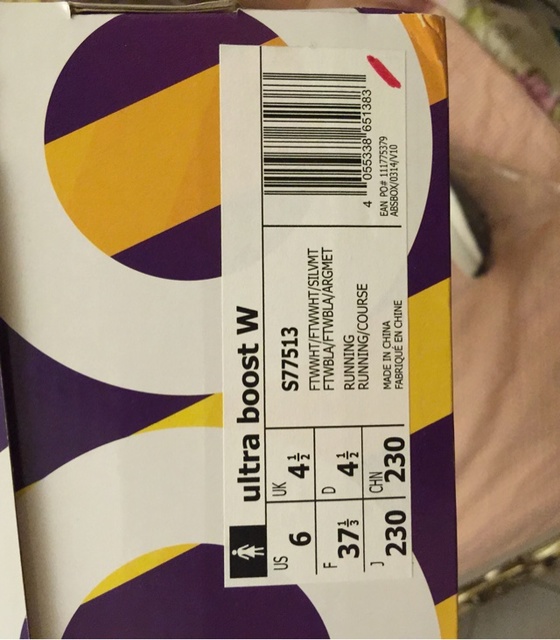 ultra boost W
S77513
FTWWHT/FTWWHT/SILVMT
FTWBLA/FTWBLA/ARGMET
RUNNING
RUNNING/COURSE
MADE IN CHINA
FABRIQUÉ EN CHINE
4 055338 651383
EAN PO# 111775379
ABSBOX/0314/V10
US 6
UK 4½
F 37⅓
D 4½
J 230
CHN 230